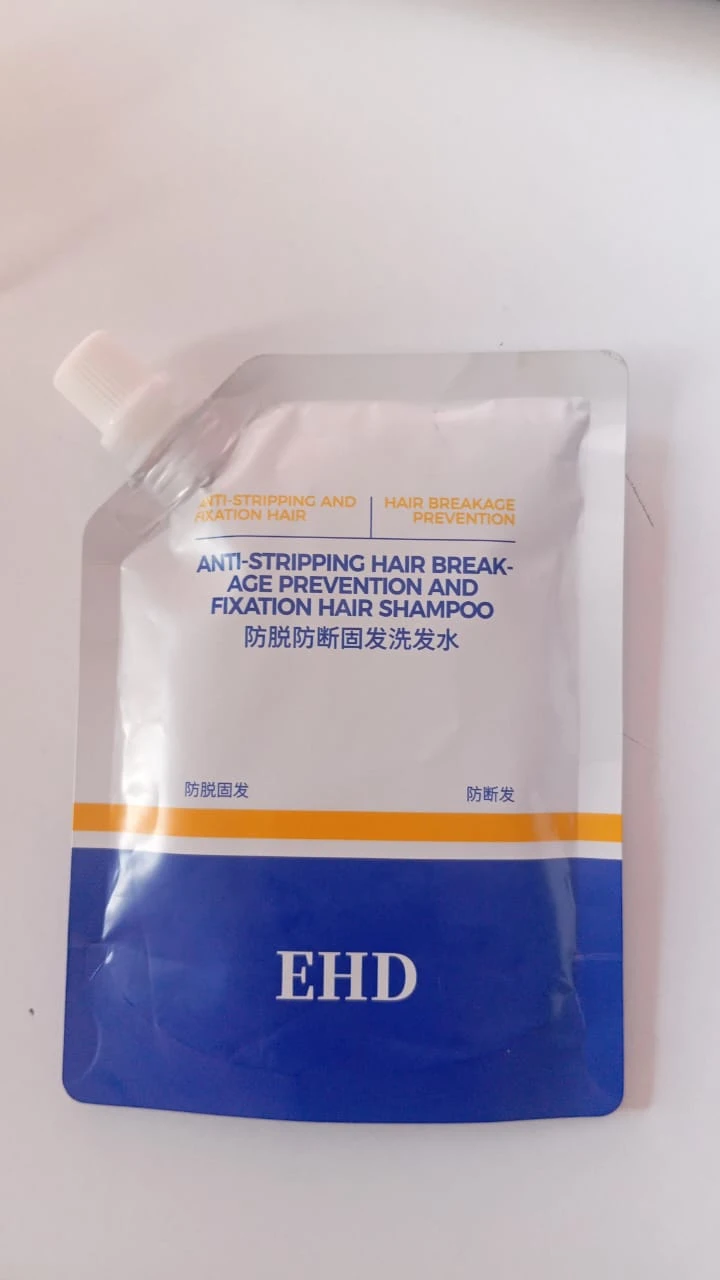 ANTI-STRIPPING AND
FIXATION HAIR
HAIR BREAKAGE
PREVENTION
ANTI-STRIPPING HAIR BREAK-
AGE PREVENTION AND
FIXATION HAIR SHAMPOO
防脱防断固发洗发水
防脱固发
防断发
EHD